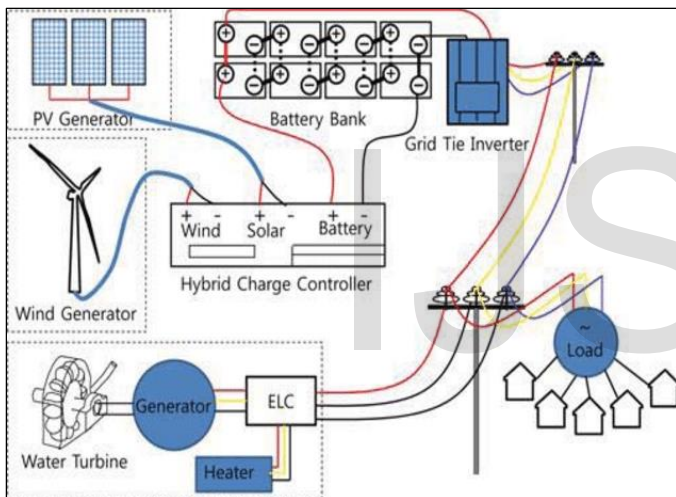 PV Generator
Battery Bank
Grid Tie Inverter
+ - + - + -
Wind Solar Battery
Hybrid Charge Controller
Wind Generator
~
Load
Generator
ELC
Water Turbine
Heater
IJS